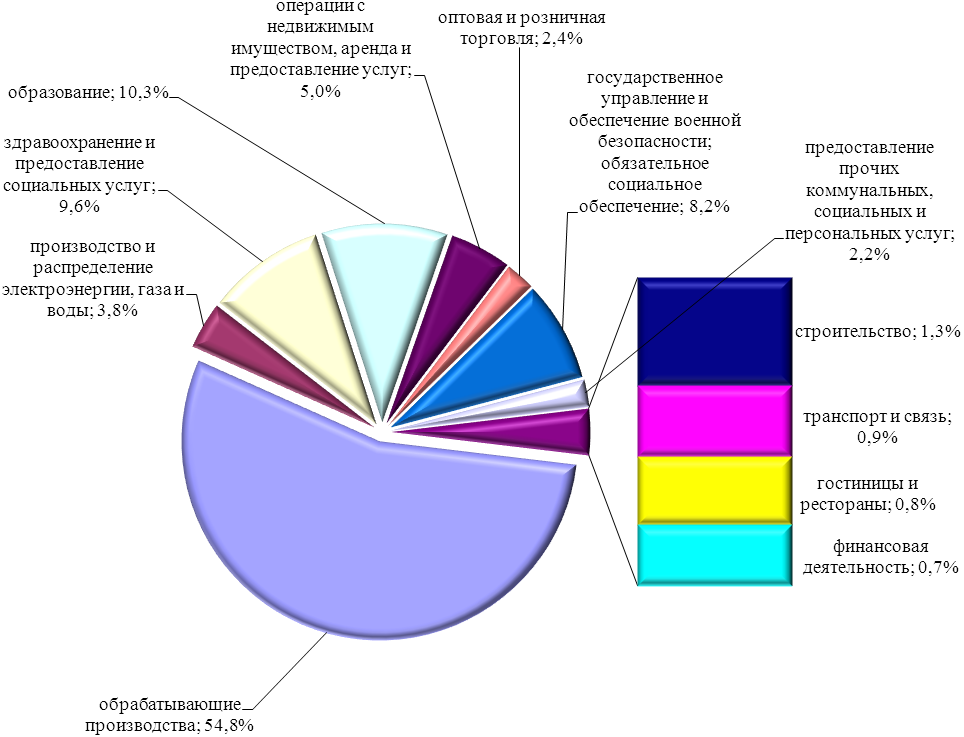 операции с
недвижимым
имуществом, аренда и
предоставление услуг;
5,0%
оптовая и розничная
торговля; 2,4%
государственное
управление и
обеспечение военной
безопасности;
обязательное
социальное
обеспечение; 8,2%
образование; 10,3%
здравоохранение и
предоставление
социальных услуг;
9,6%
предоставление
прочих
коммунальных,
социальных и
персональных услуг;
2,2%
производство и
распределение
электроэнергии, газа и
воды; 3,8%
строительство; 1,3%
транспорт и связь;
0,9%
гостиницы и
рестораны; 0,8%
финансовая
деятельность; 0,7%
обрабатывающие
производства; 54,8%